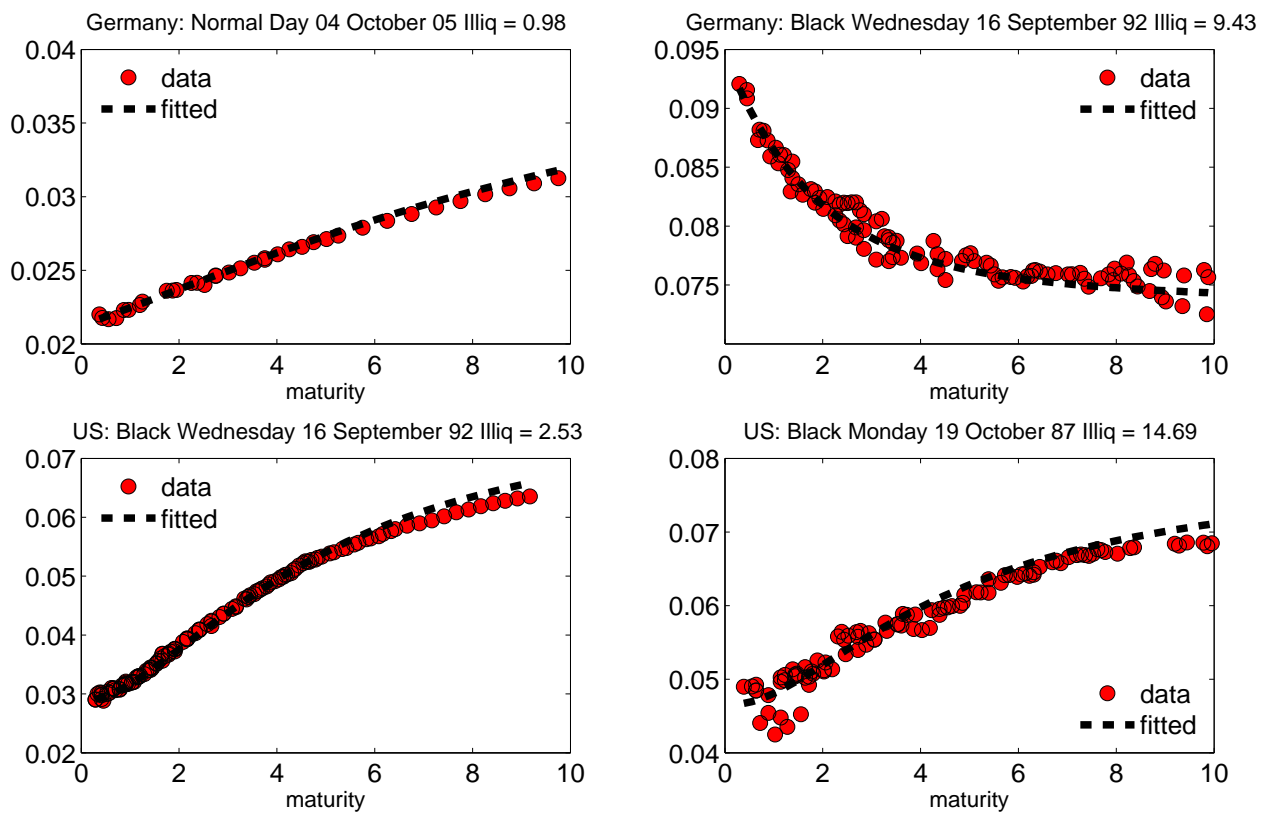 Germany: Normal Day 04 October 05 Illiq = 0.98
0.04
0.035
0.03
0.025
0.02
data
fitted
0 2 4 6 8 10
maturity
Germany: Black Wednesday 16 September 92 Illiq = 9.43
0.095
0.09
0.085
0.08
0.075
data
fitted
0 2 4 6 8 10
maturity
US: Black Wednesday 16 September 92 Illiq = 2.53
0.07
0.06
0.05
0.04
0.03
0.02
data
fitted
0 2 4 6 8 10
maturity
US: Black Monday 19 October 87 Illiq = 14.69
0.08
0.07
0.06
0.05
0.04
data
fitted
0 2 4 6 8 10
maturity